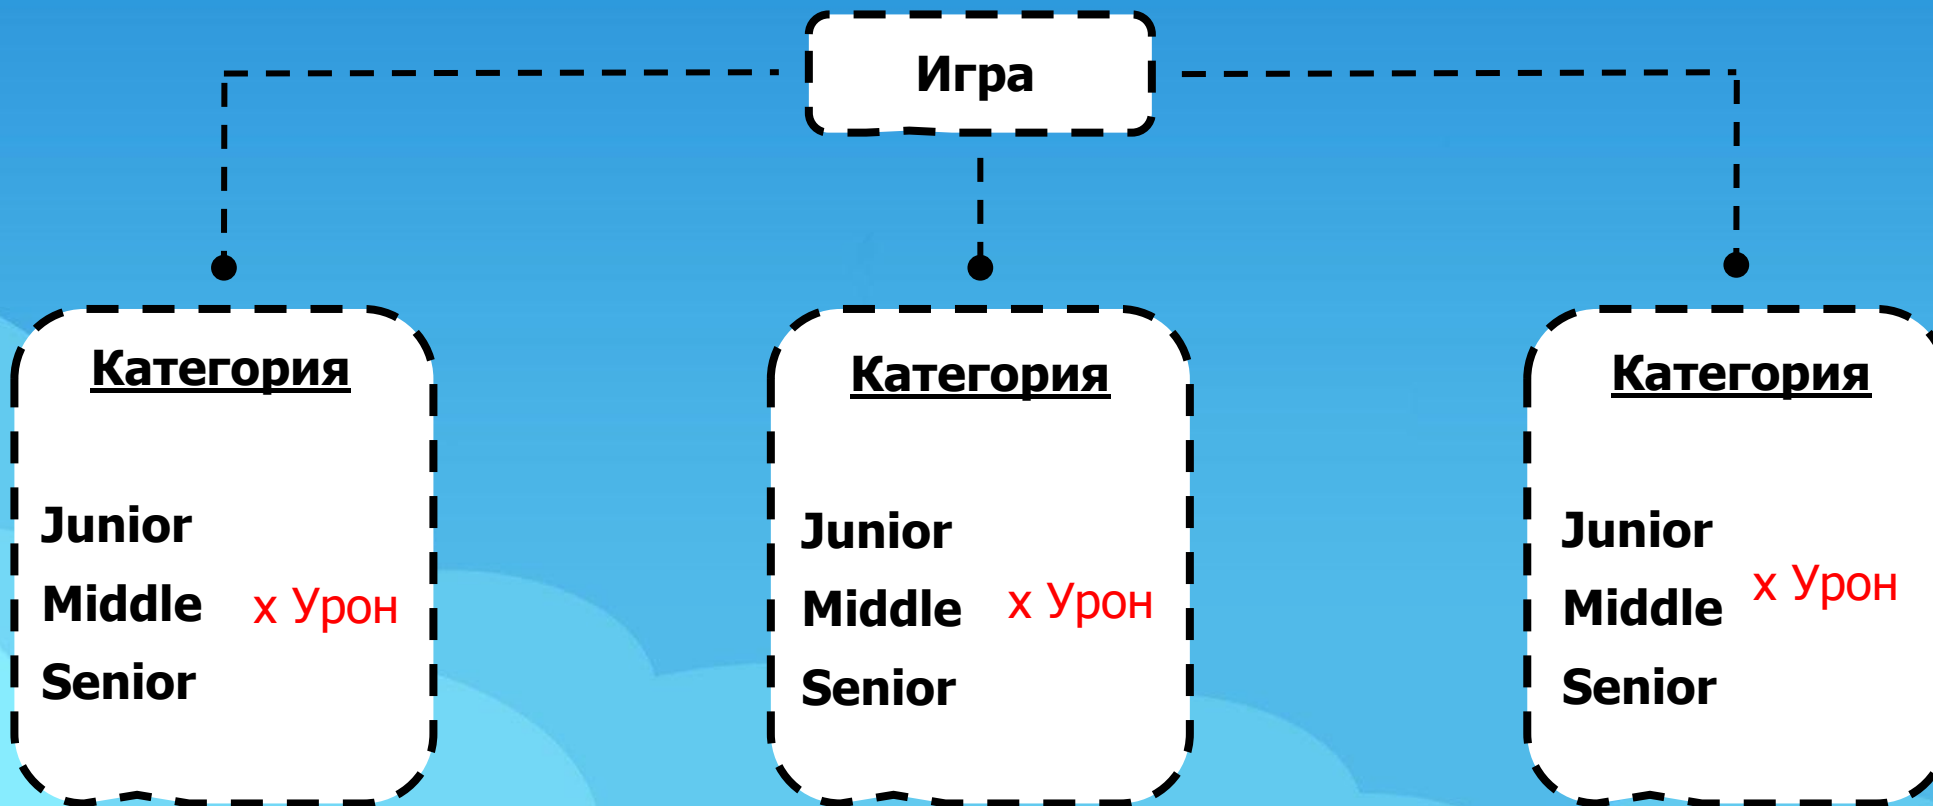 Игра
Категория
Junior
Middle х Урон
Senior
Категория
Junior
Middle х Урон
Senior
Категория
Junior
Middle х Урон
Senior